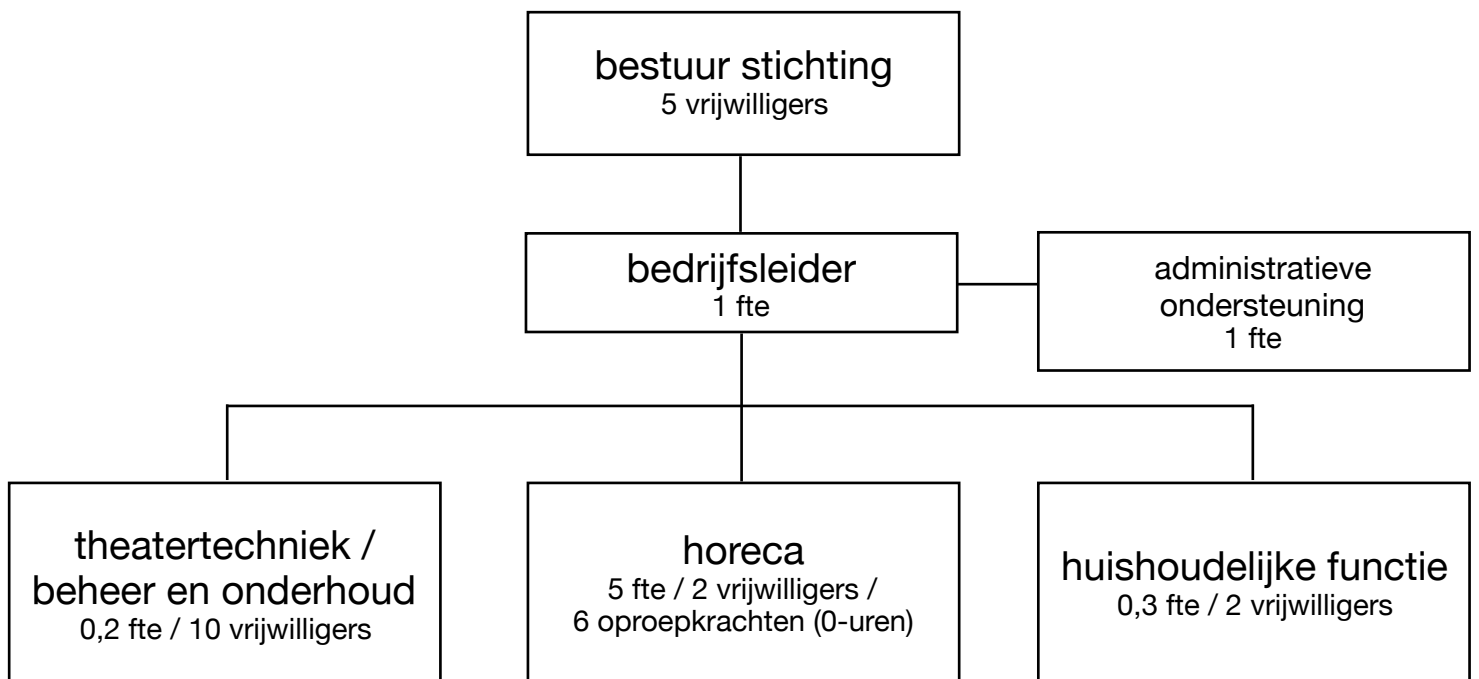 bestuur stichting
5 vrijwilligers
bedrijfsleider
1 fte
administratieve
ondersteuning
1 fte
theatertechniek /
beheer en onderhoud
0,2 fte / 10 vrijwilligers
horeca
5 fte / 2 vrijwilligers /
6 oproepkrachten (0-uren)
huishoudelijke functie
0,3 fte / 2 vrijwilligers